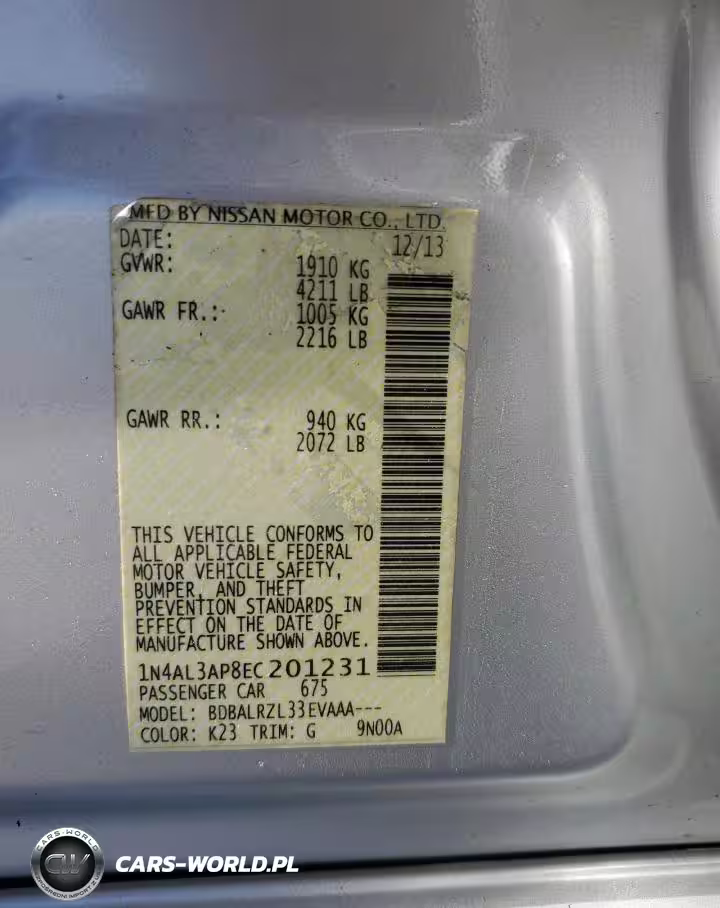 MFD BY NISSAN MOTOR CO., LTD.
DATE: 12/13
GVWR: 1910 KG
4211 LB
GAWR FR.: 1005 KG
2216 LB
GAWR RR.: 940 KG
2072 LB
THIS VEHICLE CONFORMS TO
ALL APPLICABLE FEDERAL
MOTOR VEHICLE SAFETY,
BUMPER, AND THEFT
PREVENTION STANDARDS IN
EFFECT ON THE DATE OF
MANUFACTURE SHOWN ABOVE.
1N4AL3AP8EC201231
PASSENGER CAR 675
MODEL: BDBALRZL33EVAAA---
COLOR: K23 TRIM: G 9N00A
CARS-WORLD
CW
CARS-WORLD.PL